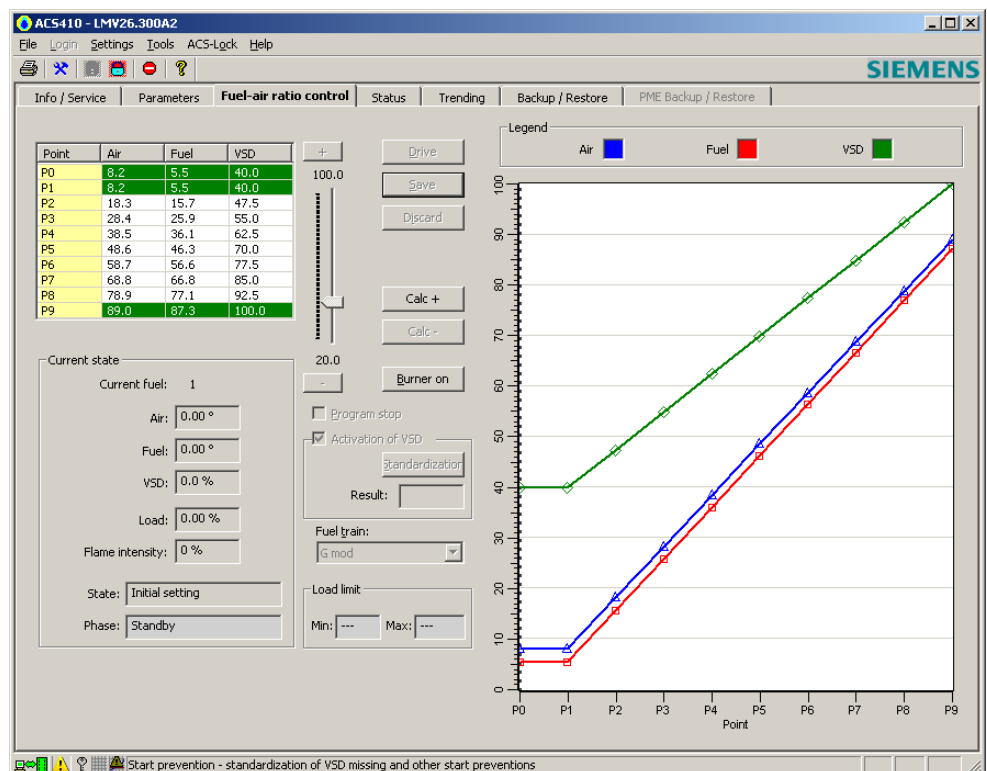 ACS410 - LMV26.300A2
File Login Settings Tools ACS-Lock Help
SIEMENS
Info / Service Parameters Fuel-air ratio control Status Trending Backup / Restore PME Backup / Restore
Point Air Fuel VSD
P0 8.2 5.5 40.0
P1 8.2 5.5 40.0
P2 18.3 15.7 47.5
P3 28.4 25.9 55.0
P4 38.5 36.1 62.5
P5 48.6 46.3 70.0
P6 58.7 56.6 77.5
P7 68.8 66.8 85.0
P8 78.9 77.1 92.5
P9 89.0 87.3 100.0
+
100.0
20.0
-
Drive
Save
Discard
Calc +
Calc -
Burner on
Current state
Current fuel: 1
Air: 0.00 °
Fuel: 0.00 °
VSD: 0.0 %
Load: 0.00 %
Flame intensity: 0 %
State: Initial setting
Phase: Standby
Program stop
Activation of VSD
Standardization
Result:
Fuel train:
G mod
Load limit
Min: --- Max: ---
Legend
Air Fuel VSD
100
90
80
70
60
50
40
30
20
10
0
P0 P1 P2 P3 P4 P5 P6 P7 P8 P9
Point
Start prevention - standardization of VSD missing and other start preventions